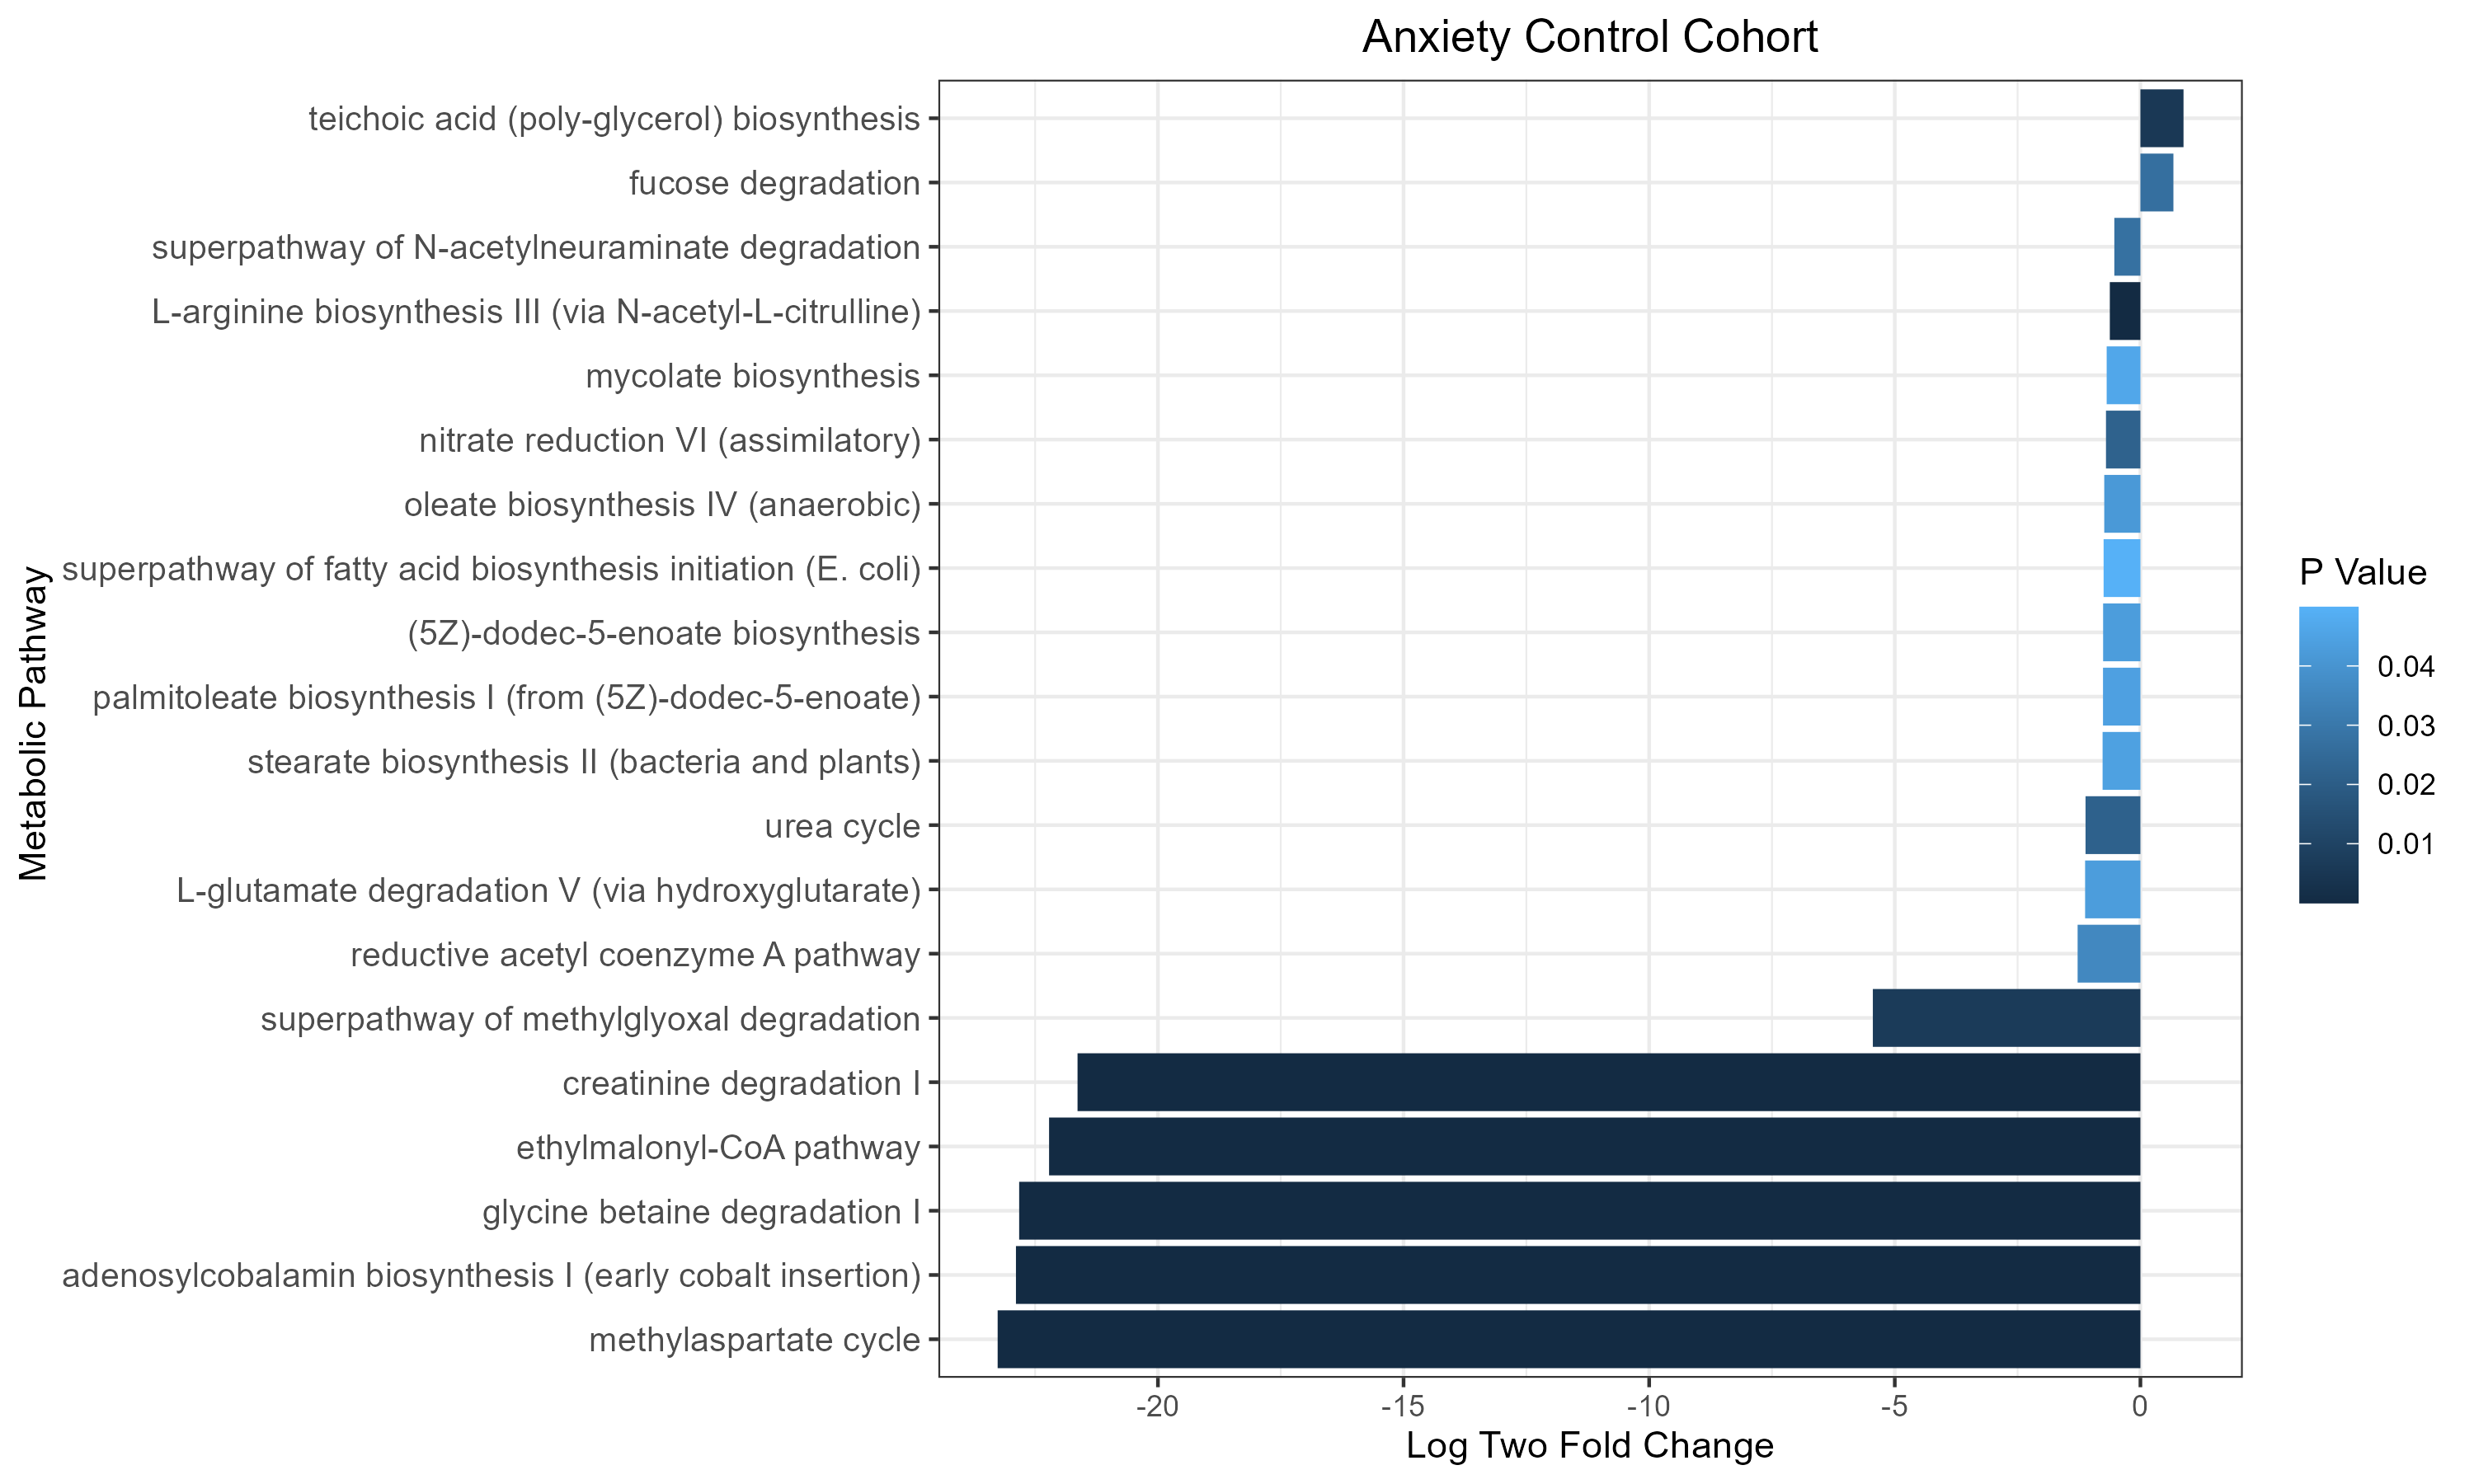 Anxiety Control Cohort
teichoic acid (poly-glycerol) biosynthesis
fucose degradation
superpathway of N-acetylneuraminate degradation
L-arginine biosynthesis III (via N-acetyl-L-citrulline)
mycolate biosynthesis
nitrate reduction VI (assimilatory)
oleate biosynthesis IV (anaerobic)
superpathway of fatty acid biosynthesis initiation (E. coli)
(5Z)-dodec-5-enoate biosynthesis
palmitoleate biosynthesis I (from (5Z)-dodec-5-enoate)
stearate biosynthesis II (bacteria and plants)
urea cycle
L-glutamate degradation V (via hydroxyglutarate)
reductive acetyl coenzyme A pathway
superpathway of methylglyoxal degradation
creatinine degradation I
ethylmalonyl-CoA pathway
glycine betaine degradation I
adenosylcobalamin biosynthesis I (early cobalt insertion)
methylaspartate cycle
Metabolic Pathway
-20 -15 -10 -5 0
Log Two Fold Change
P Value
0.04
0.03
0.02
0.01